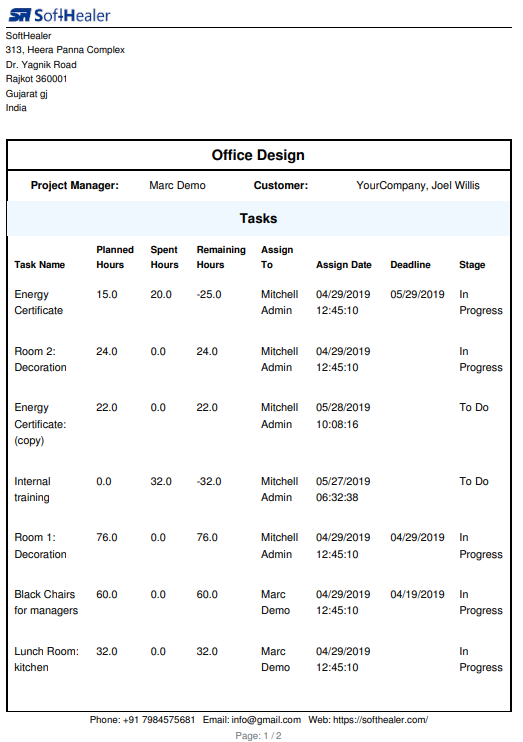 SoftHealer
SoftHealer
313, Heera Panna Complex
Dr. Yagnik Road
Rajkot 360001
Gujarat gj
India
Office Design
Project Manager: Marc Demo Customer: YourCompany, Joel Willis
Tasks
Planned Spent Remaining Assign
Task Name Hours Hours Hours To Assign Date Deadline Stage
Energy 15.0 20.0 -25.0 Mitchell 04/29/2019 05/29/2019 In
Certificate Admin 12:45:10 Progress
Room 2: 24.0 0.0 24.0 Mitchell 04/29/2019 In
Decoration Admin 12:45:10 Progress
Energy 22.0 0.0 22.0 Mitchell 05/28/2019 To Do
Certificate: Admin 10:08:16
(copy)
Internal 0.0 32.0 -32.0 Mitchell 05/27/2019 To Do
training Admin 06:32:38
Room 1: 76.0 0.0 76.0 Mitchell 04/29/2019 04/29/2019 In
Decoration Admin 12:45:10 Progress
Black Chairs 60.0 0.0 60.0 Marc 04/29/2019 04/19/2019 In
for managers Demo 12:45:10 Progress
Lunch Room: 32.0 0.0 32.0 Marc 04/29/2019 In
kitchen Demo 12:45:10 Progress
Phone: +91 7984575681 Email: info@gmail.com Web: https://softhealer.com/
Page: 1 / 2